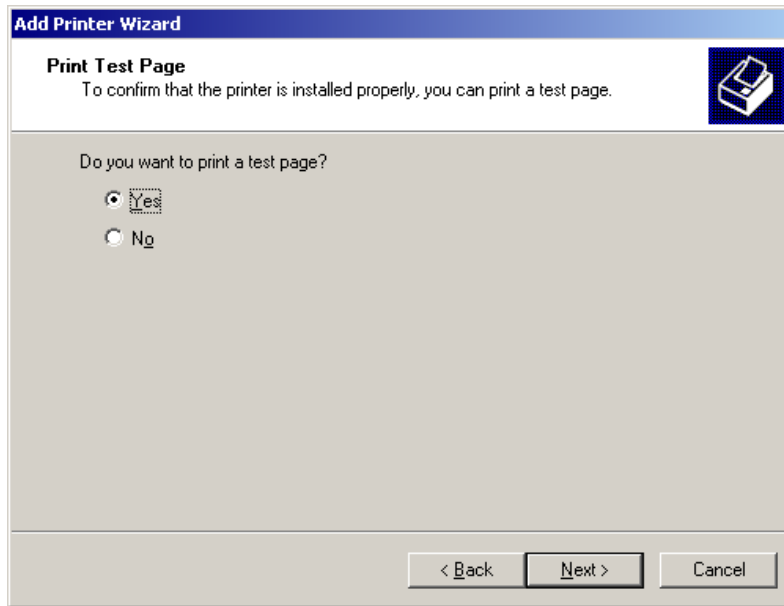 Add Printer Wizard
Print Test Page
To confirm that the printer is installed properly, you can print a test page.
Do you want to print a test page?
Yes
No
< Back
Next >
Cancel